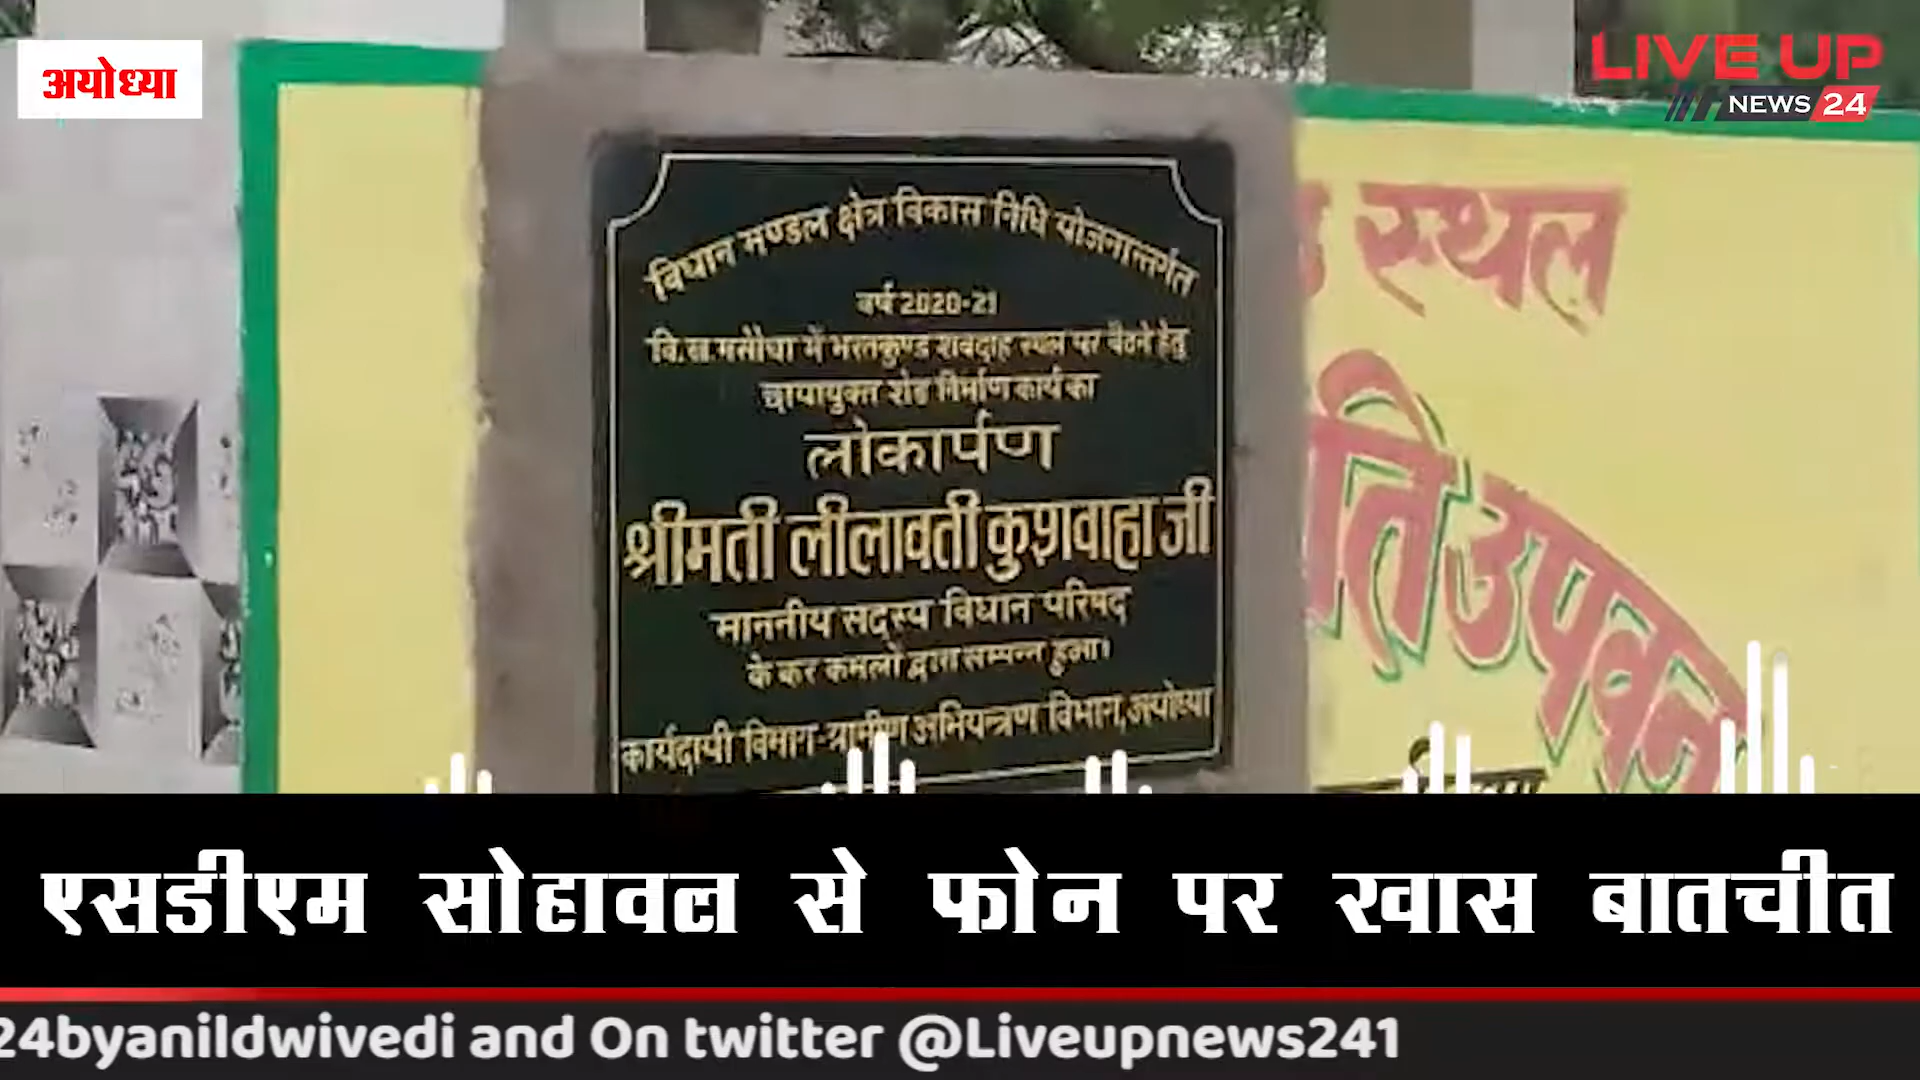 अयोध्या
LIVE UP
NEWS 24
विधान मण्डल क्षेत्र विकास निधि योजनान्तर्गत
वर्ष 2020-21
वि.ख.मसौधा में भरतकुण्ड शवदाह स्थल पर बैठने हेतु
छायायुक्त शेड निर्माण कार्य का
लोकार्पण
श्रीमती लीलावती कुशवाहा जी
माननीय सदस्य विधान परिषद
के कर कमलों द्वारा सम्पन्न हुआ।
कार्यदायी विभाग-ग्रामीण अभियन्त्रण विभाग,अयोध्या
स्थल
ति उपवन
एसडीएम सोहावल से फोन पर खास बातचीत
24byanildwivedi and On twitter @Liveupnews241